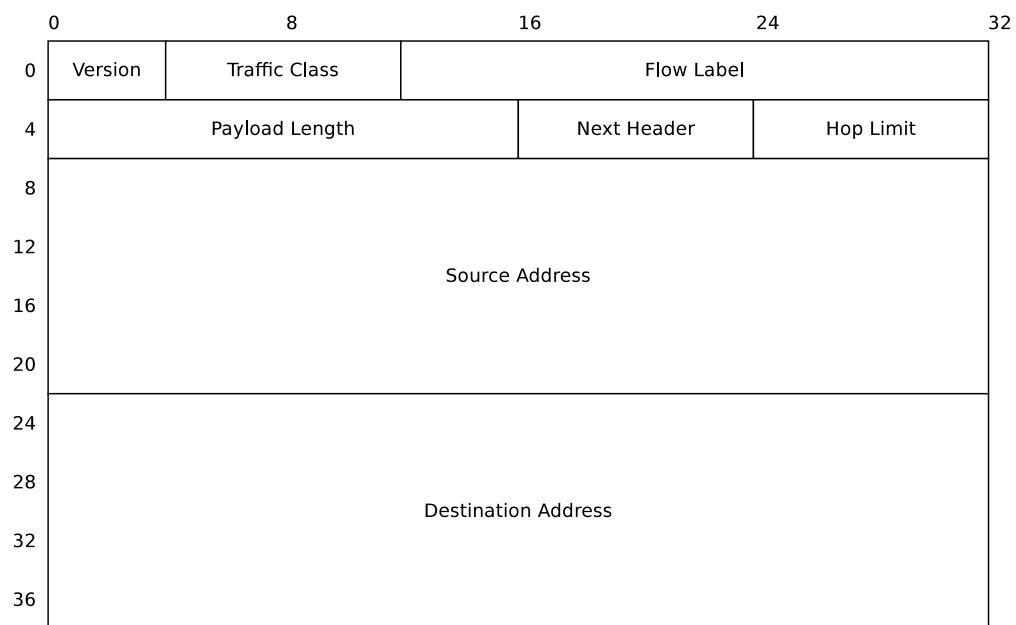 0 8 16 24 32
0 Version Traffic Class Flow Label
4 Payload Length Next Header Hop Limit
8
12
Source Address
16
20
24
28
Destination Address
32
36